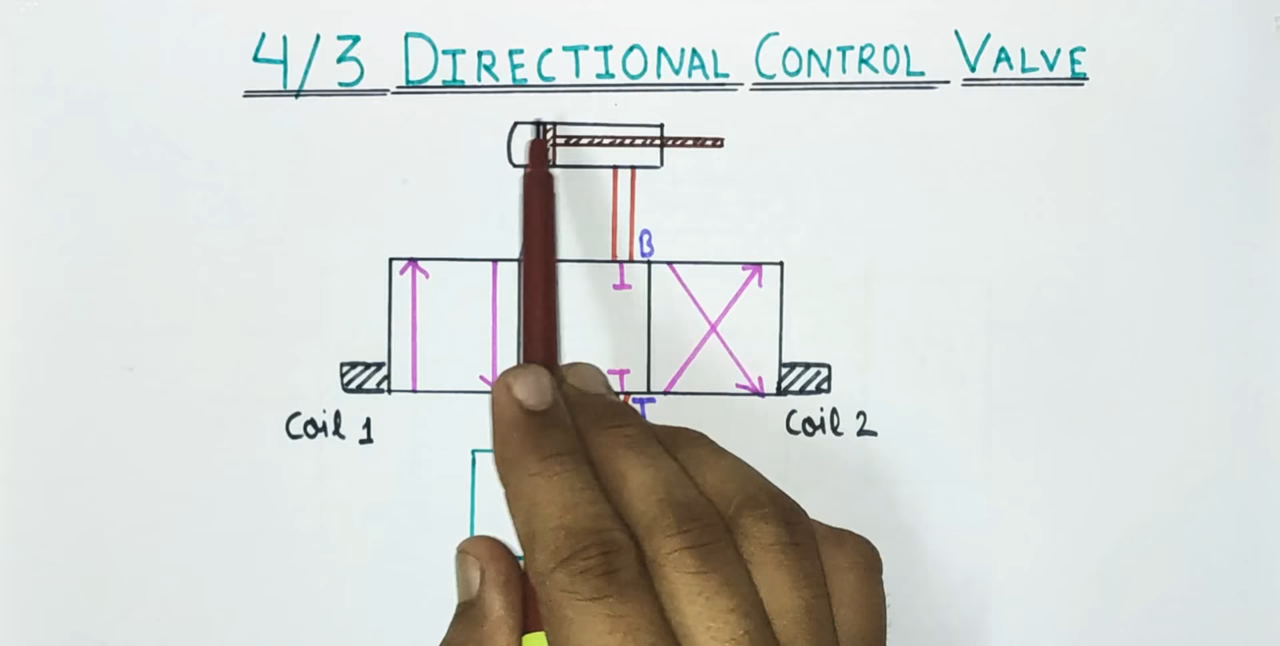 4/3 DIRECTIONAL CONTROL VALVE
B
T
Coil 1
Coil 2